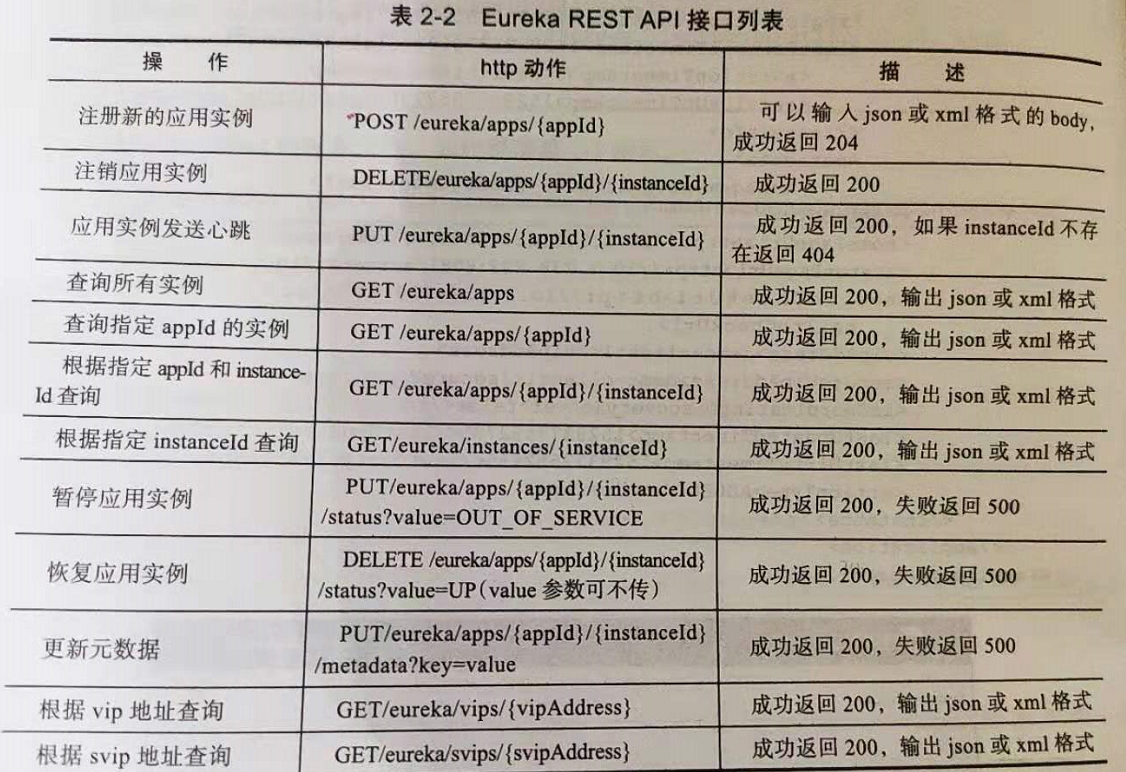 表 2-2 Eureka REST API 接口列表
操 作 http 动作 描 述
注册新的应用实例 POST /eureka/apps/{appId} 可以输入 json 或 xml 格式的 body,
成功返回 204
注销应用实例 DELETE/eureka/apps/{appId}/{instanceId} 成功返回 200
应用实例发送心跳 PUT /eureka/apps/{appId}/{instanceId} 成功返回 200，如果 instanceId 不存
在返回 404
查询所有实例 GET /eureka/apps 成功返回 200，输出 json 或 xml 格式
查询指定 appId 的实例 GET /eureka/apps/{appId} 成功返回 200，输出 json 或 xml 格式
根据指定 appId 和 instance-
Id 查询 GET /eureka/apps/{appId}/{instanceId} 成功返回 200，输出 json 或 xml 格式
根据指定 instanceId 查询 GET/eureka/instances/{instanceId} 成功返回 200，输出 json 或 xml 格式
暂停应用实例 PUT/eureka/apps/{appId}/{instanceId} 成功返回 200，失败返回 500
/status?value=OUT_OF_SERVICE
恢复应用实例 DELETE /eureka/apps/{appId}/{instanceId} 成功返回 200，失败返回 500
/status?value=UP（value 参数可不传）
更新元数据 PUT/eureka/apps/{appId}/{instanceId} 成功返回 200，失败返回 500
/metadata?key=value
根据 vip 地址查询 GET/eureka/vips/{vipAddress} 成功返回 200，输出 json 或 xml 格式
根据 svip 地址查询 GET/eureka/svips/{svipAddress} 成功返回 200，输出 json 或 xml 格式